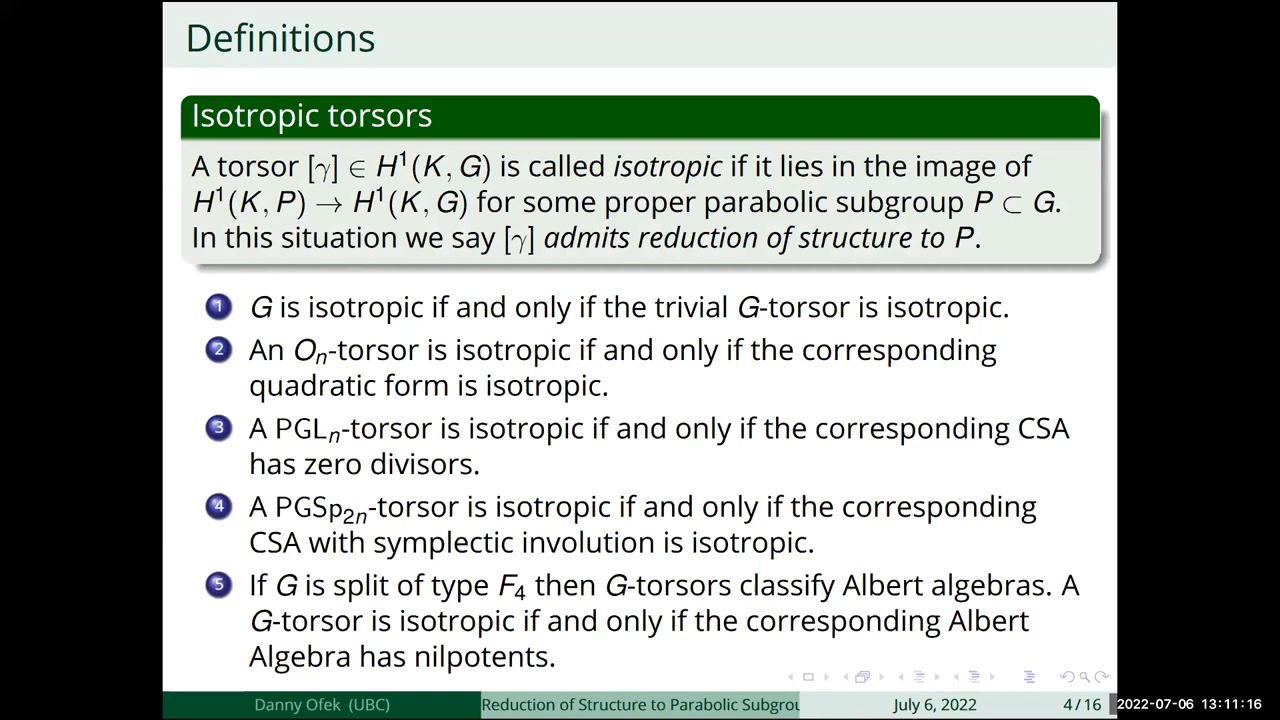 Definitions
Isotropic torsors
A torsor [γ] ∈ H¹(K, G) is called isotropic if it lies in the image of
H¹(K, P) → H¹(K, G) for some proper parabolic subgroup P ⊂ G.
In this situation we say [γ] admits reduction of structure to P.
1 G is isotropic if and only if the trivial G-torsor is isotropic.
2 An Oₙ-torsor is isotropic if and only if the corresponding
quadratic form is isotropic.
3 A PGLₙ-torsor is isotropic if and only if the corresponding CSA
has zero divisors.
4 A PGSp₂ₙ-torsor is isotropic if and only if the corresponding
CSA with symplectic involution is isotropic.
5 If G is split of type F₄ then G-torsors classify Albert algebras. A
G-torsor is isotropic if and only if the corresponding Albert
Algebra has nilpotents.
Danny Ofek (UBC) Reduction of Structure to Parabolic Subgrou July 6, 2022 4 / 16 2022-07-06 13:11:16